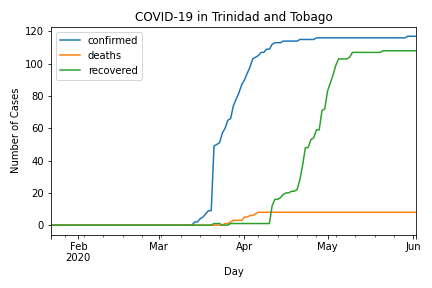 COVID-19 in Trinidad and Tobago
confirmed
deaths
recovered
Number of Cases
120
100
80
60
40
20
0
Feb
2020
Mar
Apr
May
Jun
Day